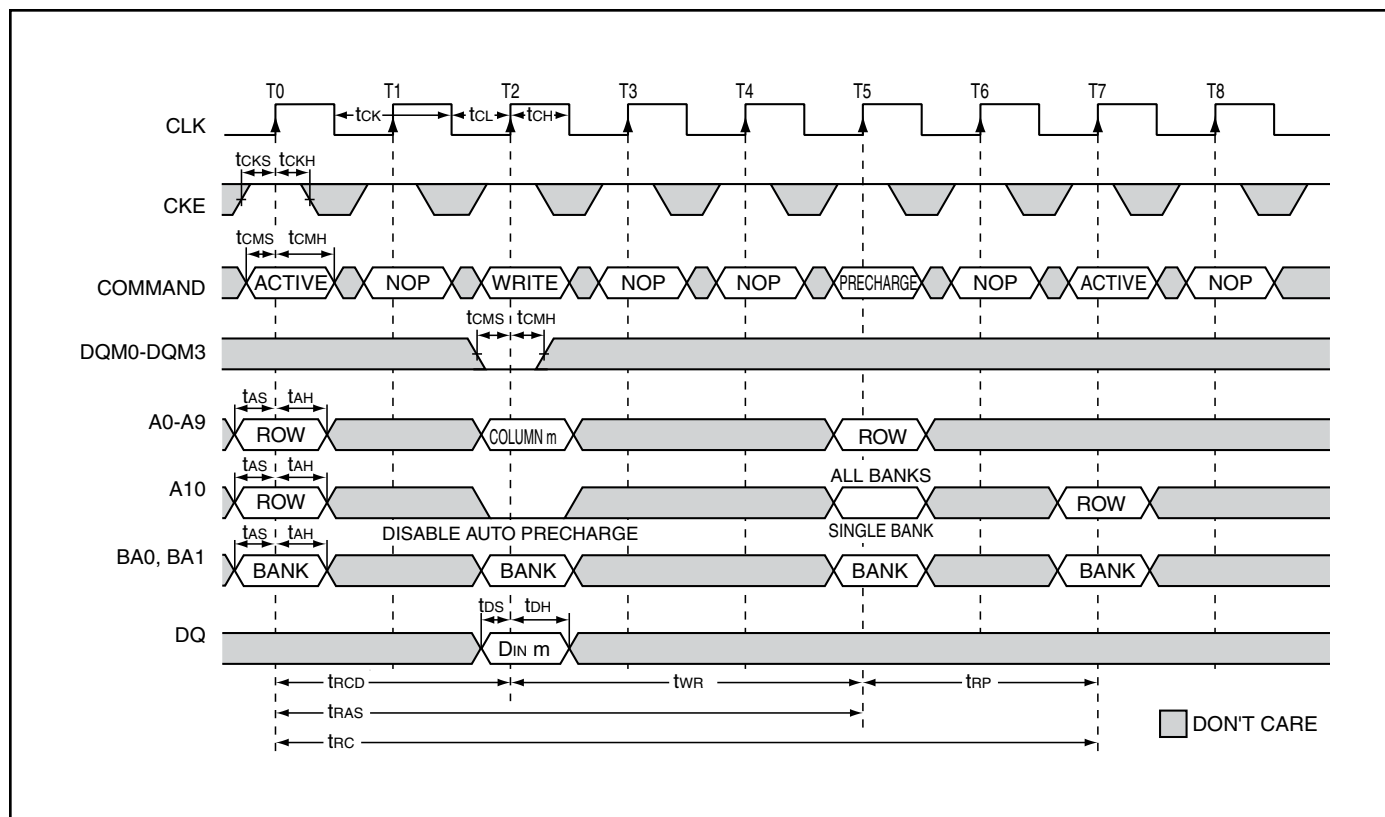 T0 T1 T2 T3 T4 T5 T6 T7 T8
CLK tCK tCL tCH
tCKS tCKH
CKE
tCMS tCMH
COMMAND ACTIVE NOP WRITE NOP NOP PRECHARGE NOP ACTIVE NOP
tCMS tCMH
DQM0-DQM3
tAS tAH
A0-A9 ROW COLUMN m ROW
tAS tAH ALL BANKS
A10 ROW ROW
DISABLE AUTO PRECHARGE SINGLE BANK
tAS tAH
BA0, BA1 BANK BANK BANK BANK
tDS tDH
DQ DIN m
tRCD tWR tRP
tRAS
DON'T CARE
tRC